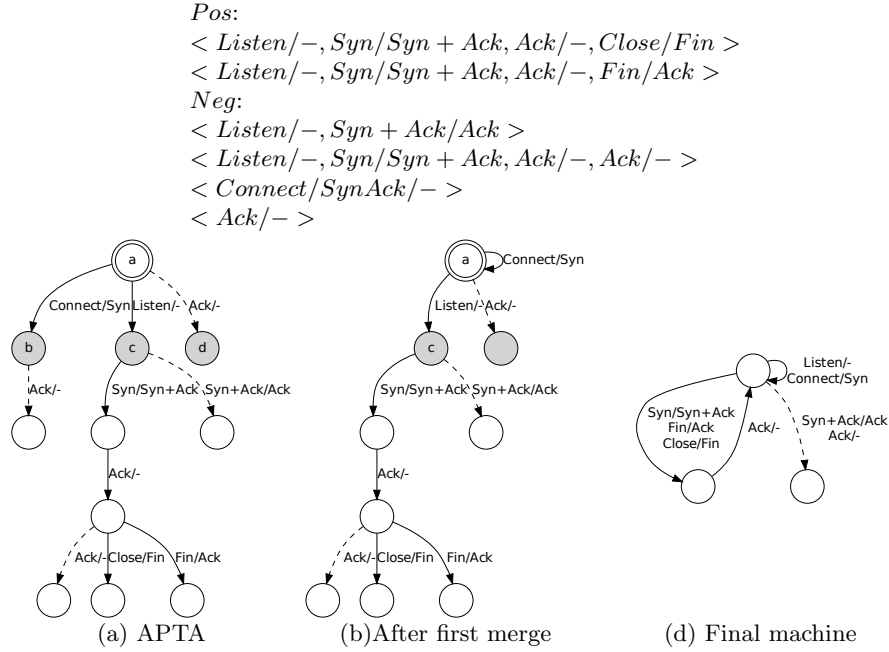 Pos:
< Listen/−, Syn/Syn + Ack, Ack/−, Close/Fin >
< Listen/−, Syn/Syn + Ack, Ack/−, Fin/Ack >
Neg:
< Listen/−, Syn + Ack/Ack >
< Listen/−, Syn/Syn + Ack, Ack/−, Ack/− >
< Connect/SynAck/− >
< Ack/− >
a
Connect/Syn
Listen/-
Ack/-
b
c
d
Ack/-
Syn/Syn+Ack
Syn+Ack/Ack
Ack/-
Ack/-
Close/Fin
Fin/Ack
(a) APTA
a
Connect/Syn
Listen/-
Ack/-
c
Syn/Syn+Ack
Syn+Ack/Ack
Ack/-
Ack/-
Close/Fin
Fin/Ack
(b)After first merge
Listen/-
Connect/Syn
Syn/Syn+Ack
Fin/Ack
Close/Fin
Ack/-
Syn+Ack/Ack
Ack/-
(d) Final machine